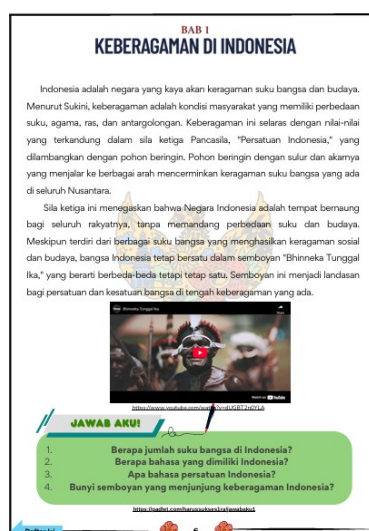 BAB 1
KEBERAGAMAN DI INDONESIA
Indonesia adalah negara yang kaya akan keragaman suku bangsa dan budaya.
Menurut Sukini, keberagaman adalah kondisi masyarakat yang memiliki perbedaan
suku, agama, ras, dan antargolongan. Keberagaman ini selaras dengan nilai-nilai
yang terkandung dalam sila ketiga Pancasila, "Persatuan Indonesia," yang
dilambangkan dengan pohon beringin. Pohon beringin dengan sulur dan akarnya
yang menjalar ke berbagai arah mencerminkan keragaman suku bangsa yang ada
di seluruh Nusantara.
Sila ketiga ini menegaskan bahwa Negara Indonesia adalah tempat bernaung
bagi seluruh rakyatnya, tanpa memandang perbedaan suku dan budaya.
Meskipun terdiri dari berbagai suku bangsa yang menghasilkan keragaman sosial
dan budaya, bangsa Indonesia tetap bersatu dalam semboyan "Bhinneka Tunggal
Ika," yang berarti berbeda-beda tetapi tetap satu. Semboyan ini menjadi landasan
bagi persatuan dan kesatuan bangsa di tengah keberagaman yang ada.
Bhinneka Tunggal Ika
Share
Watch on YouTube
JAWAB AKU!
1. Berapa jumlah suku bangsa di Indonesia?
2. Berapa bahasa yang dimiliki Indonesia?
3. Apa bahasa persatuan Indonesia?
4. Bunyi semboyan yang menjunjung keberagaman Indonesia?
6